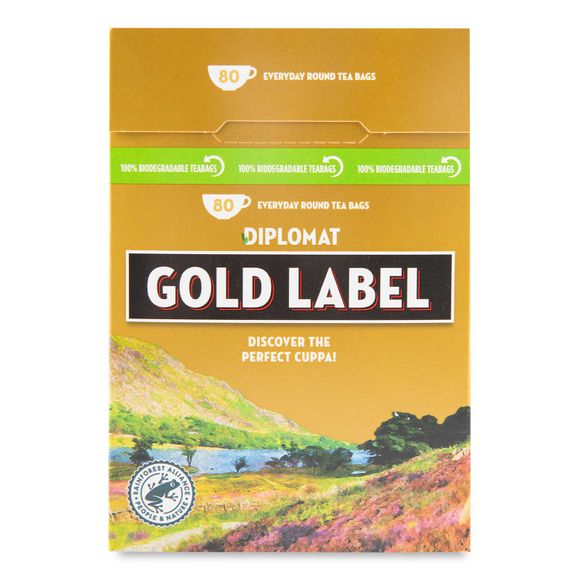 80 EVERYDAY ROUND TEA BAGS
100% BIODEGRADABLE TEABAGS 100% BIODEGRADABLE TEABAGS 100% BIODEGRADABLE TEABAGS
80 EVERYDAY ROUND TEA BAGS
DIPLOMAT
GOLD LABEL
DISCOVER THE
PERFECT CUPPA!
RAINFOREST ALLIANCE
PEOPLE & NATURE